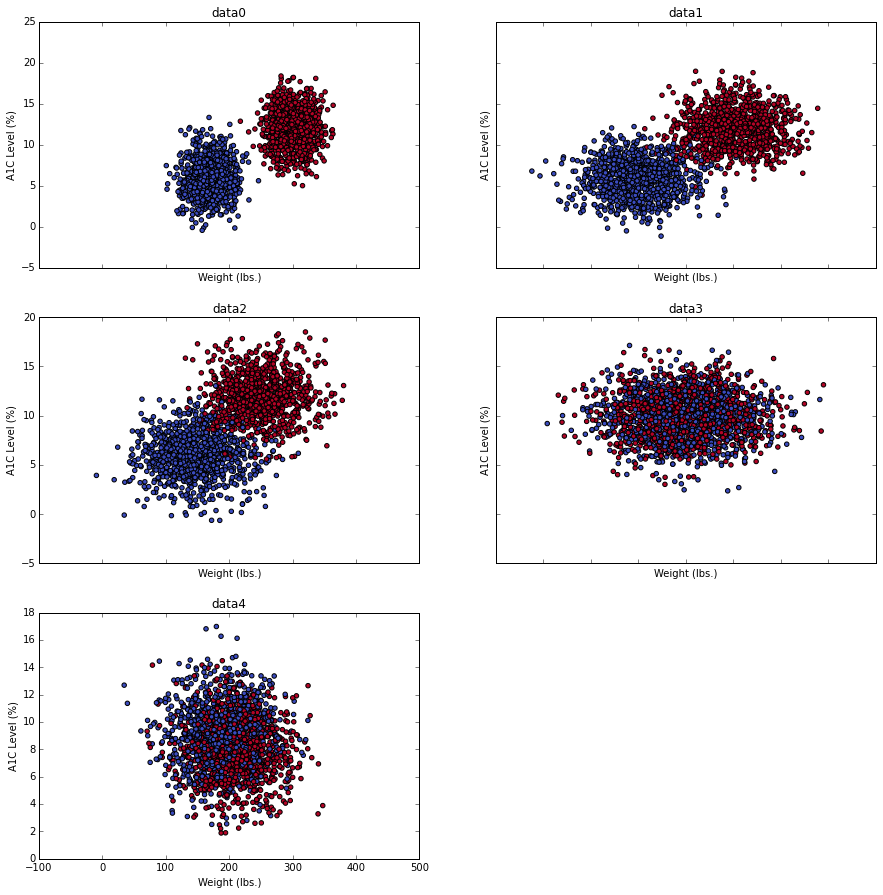 data0
data1
25
20
15
10
5
0
−5
A1C Level (%)
A1C Level (%)
Weight (lbs.)
Weight (lbs.)
data2
data3
20
15
10
5
0
−5
A1C Level (%)
A1C Level (%)
Weight (lbs.)
Weight (lbs.)
data4
18
16
14
12
10
8
6
4
2
0
A1C Level (%)
−100 0 100 200 300 400 500
Weight (lbs.)